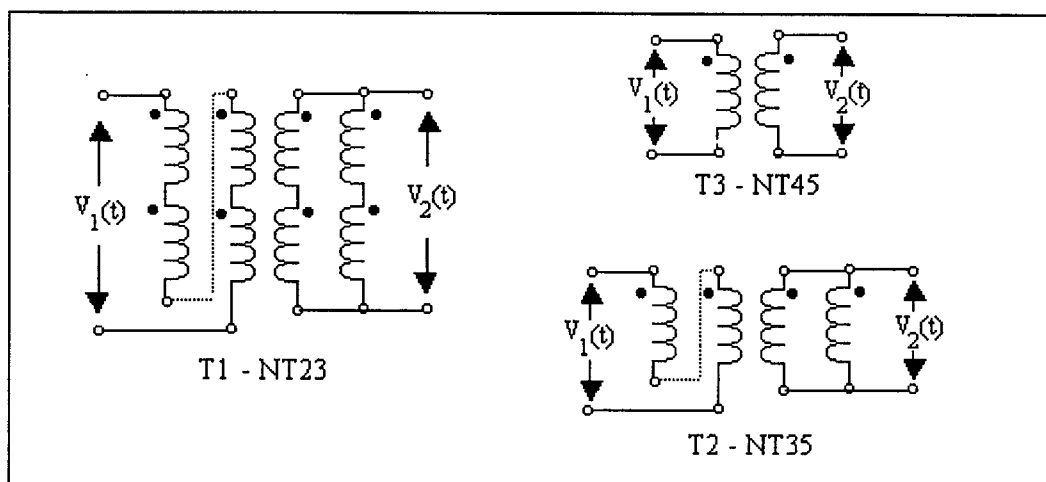 V1(t)
V2(t)
T1 - NT23
V1(t)
V2(t)
T3 - NT45
V1(t)
V2(t)
T2 - NT35